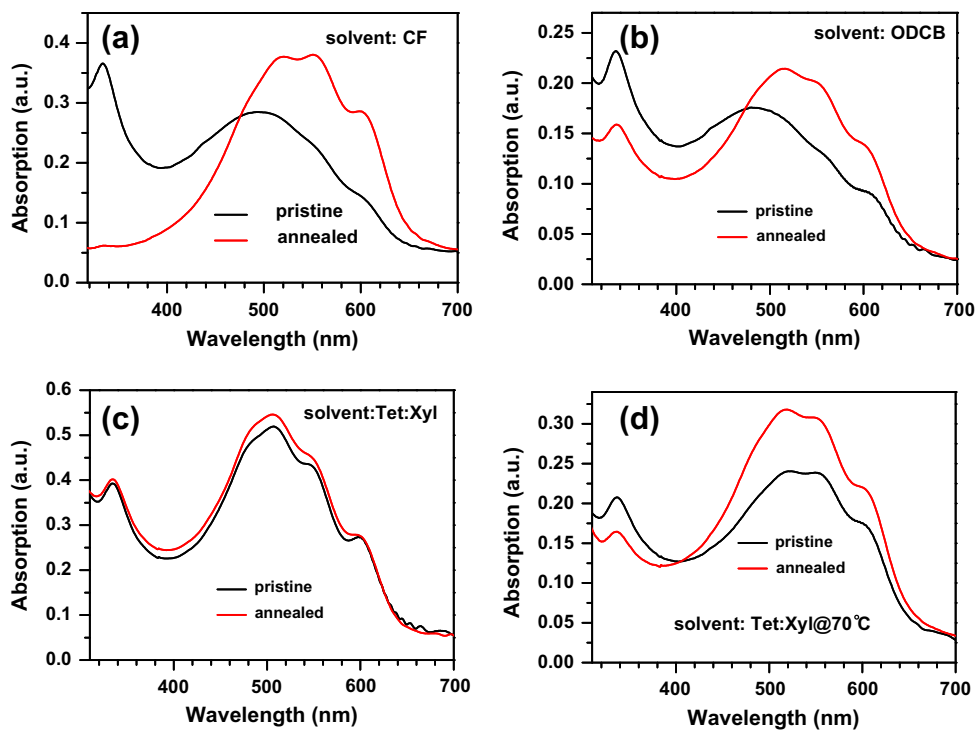 (a)
solvent: CF
Absorption (a.u.)
0.4
0.3
0.2
0.1
0.0
pristine
annealed
400
500
600
700
Wavelength (nm)
(b)
solvent: ODCB
Absorption (a.u.)
0.25
0.20
0.15
0.10
0.05
0.00
pristine
annealed
400
500
600
700
Wavelength (nm)
(c)
solvent:Tet:Xyl
Absorption (a.u.)
0.6
0.5
0.4
0.3
0.2
0.1
0.0
pristine
annealed
400
500
600
700
Wavelength (nm)
(d)
Absorption (a.u.)
0.30
0.25
0.20
0.15
0.10
0.05
0.00
pristine
annealed
solvent: Tet:Xyl@70℃
400
500
600
700
Wavelength (nm)